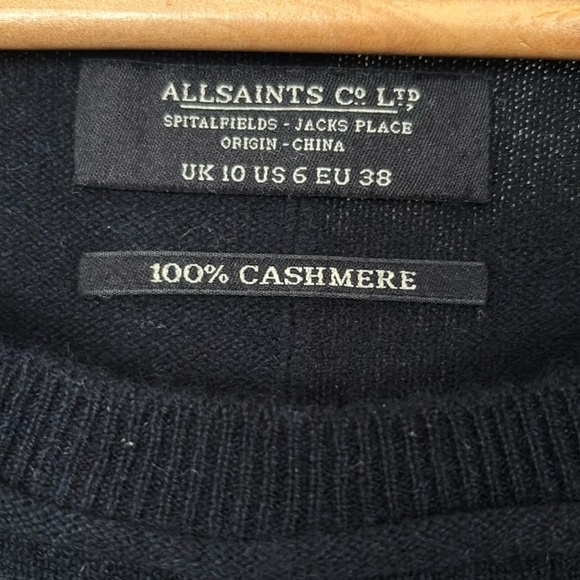 ALLSAINTS Co LTD
SPITALFIELDS - JACKS PLACE
ORIGIN - CHINA
UK 10 US 6 EU 38
100% CASHMERE